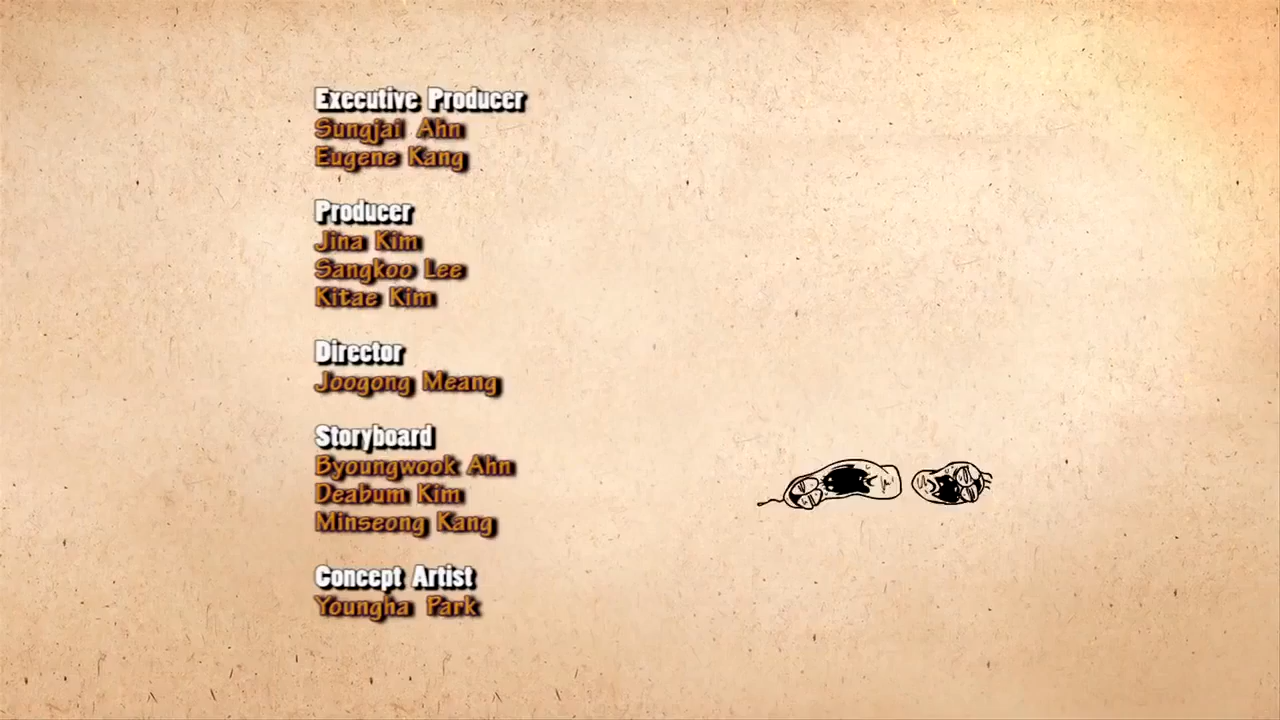 Executive Producer
Sungjai Ahn
Eugene Kang
Producer
Jina Kim
Sangkoo Lee
Kitae Kim
Director
Joogong Meang
Storyboard
Byoungwook Ahn
Deabum Kim
Minseong Kang
Concept Artist
Youngha Park